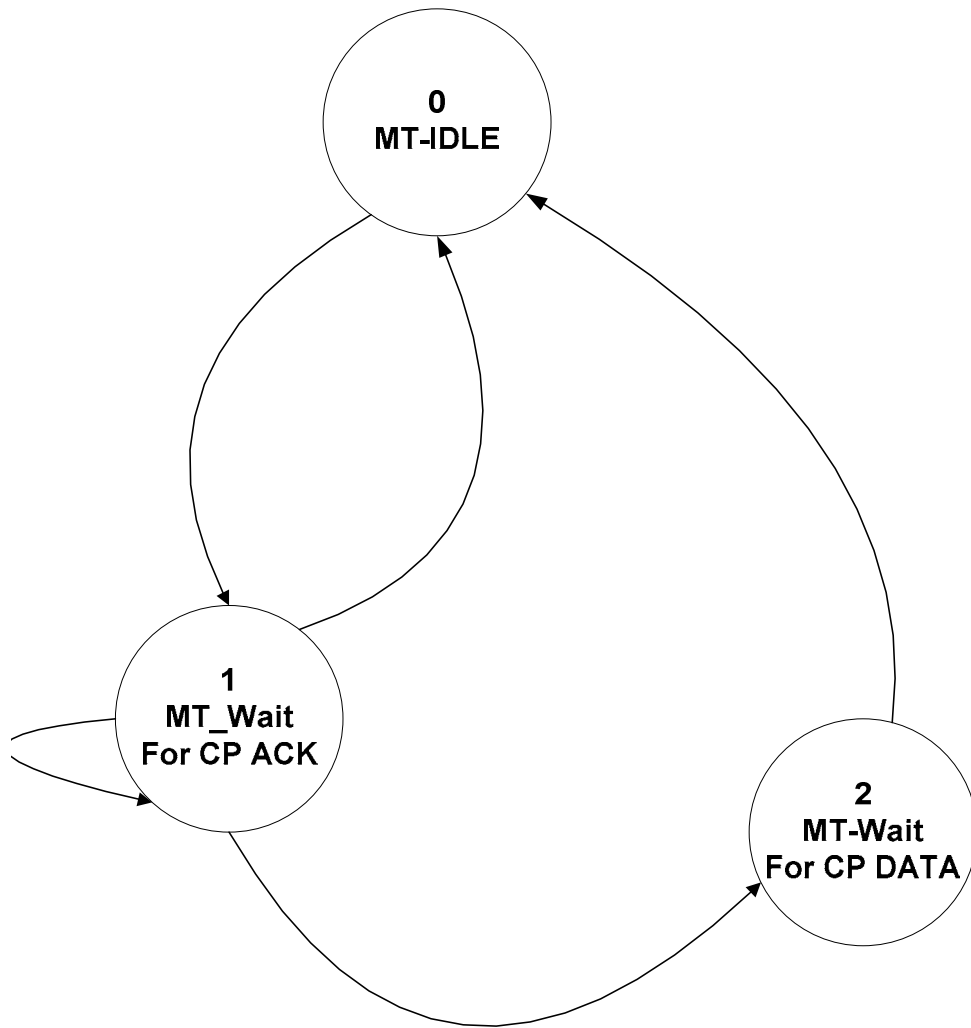 0
MT-IDLE
1
MT_Wait
For CP ACK
2
MT-Wait
For CP DATA